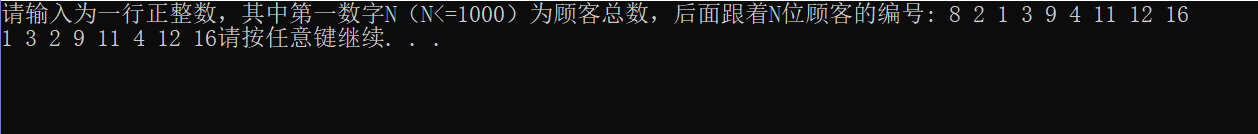 请输入为一行正整数，其中第一数字N（N<=1000）为顾客总数，后面跟着N位顾客的编号: 8 2 1 3 9 4 11 12 16
1 3 2 9 11 4 12 16请按任意键继续. . .